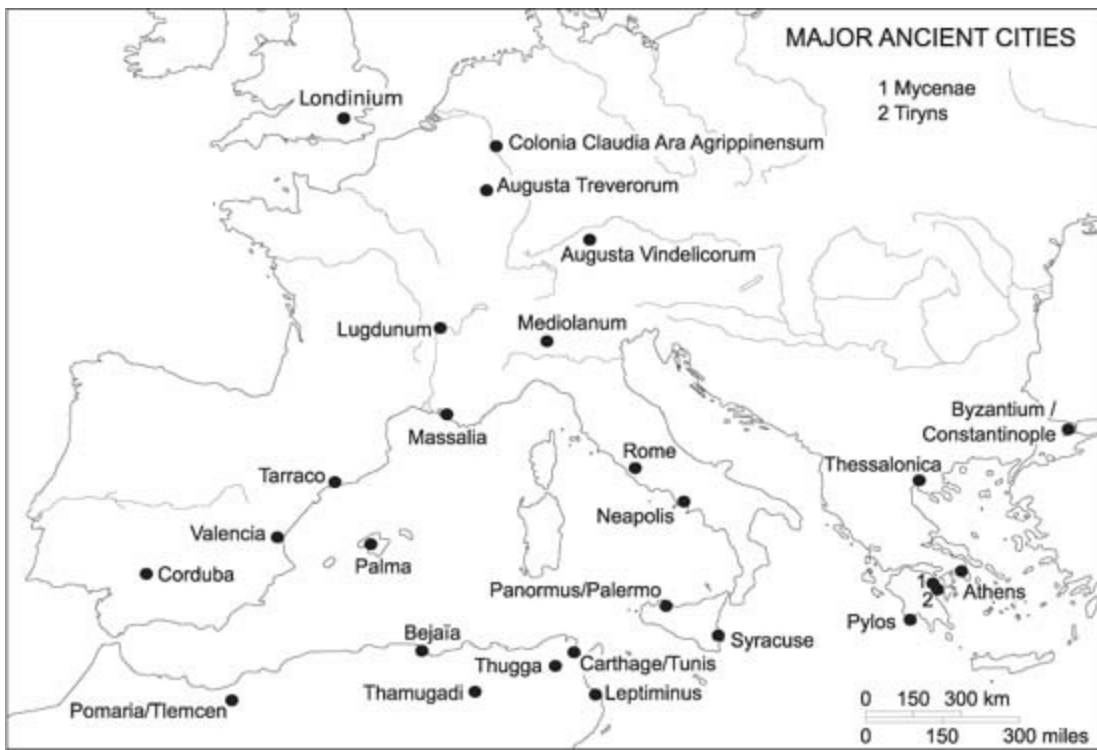 MAJOR ANCIENT CITIES
1 Mycenae
2 Tiryns
Londinium
Colonia Claudia Ara Agrippinensum
Augusta Treverorum
Augusta Vindelicorum
Lugdunum
Mediolanum
Massalia
Byzantium /
Constantinople
Rome
Thessalonica
Tarraco
Neapolis
Valencia
Palma
Corduba
Panormus/Palermo
1
2
Athens
Pylos
Syracuse
Bejaïa
Thugga
Carthage/Tunis
Thamugadi
Leptiminus
Pomaria/Tlemcen
0 150 300 km
0 150 300 miles